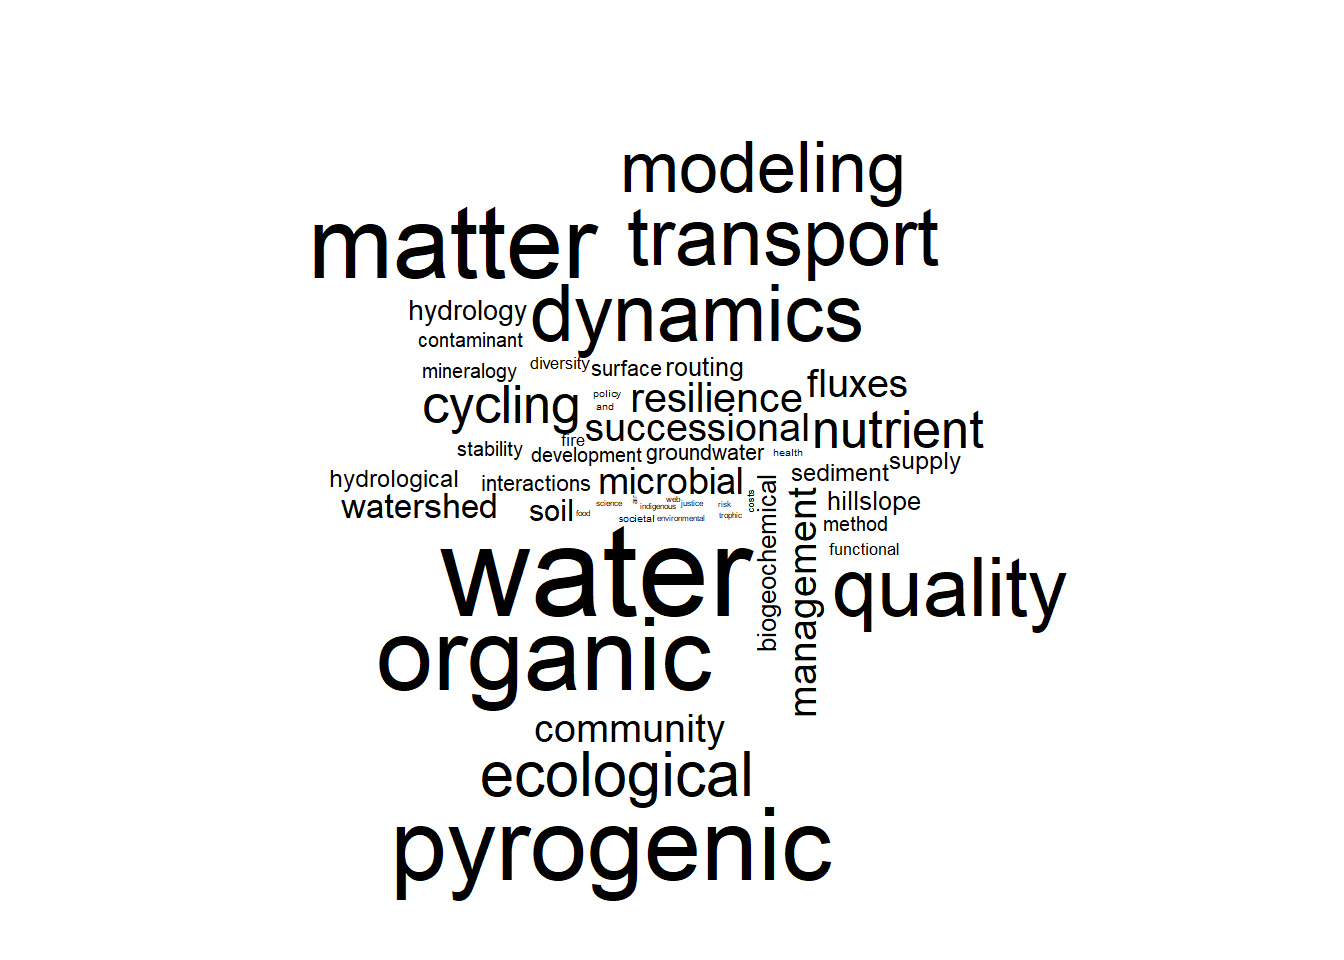 modeling
matter
transport
hydrology
dynamics
contaminant
mineralogy
diversity
surface
routing
cycling
policy
and
resilience
fluxes
fire
successional
nutrient
stability
development
groundwater
health
sediment
supply
hydrological
interactions
microbial
biogeochemical
management
hillslope
watershed
soil
food
science
air
indigenous
web
justice
risk
costs
societal
environmental
trophic
method
functional
water
quality
organic
community
ecological
pyrogenic